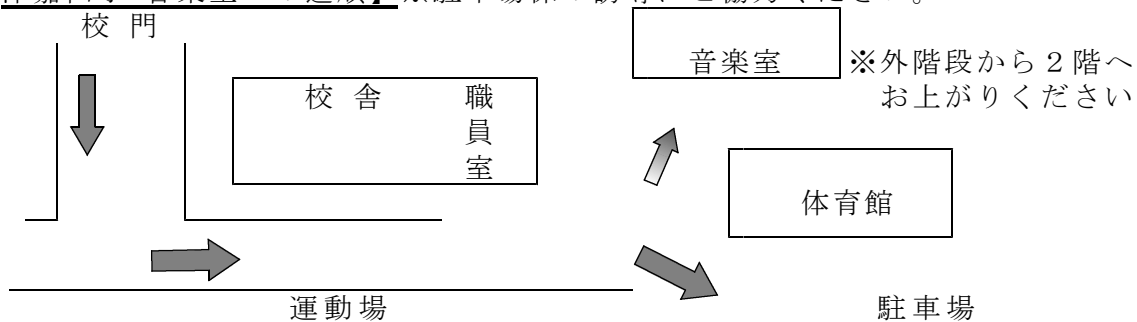 校門
音楽室
※外階段から２階へ
お上がりください
校舎
職員室
体育館
運動場
駐車場